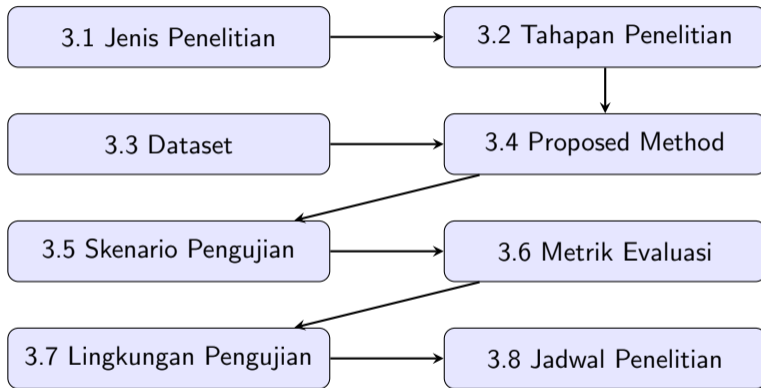 3.1 Jenis Penelitian
3.2 Tahapan Penelitian
3.3 Dataset
3.4 Proposed Method
3.5 Skenario Pengujian
3.6 Metrik Evaluasi
3.7 Lingkungan Pengujian
3.8 Jadwal Penelitian